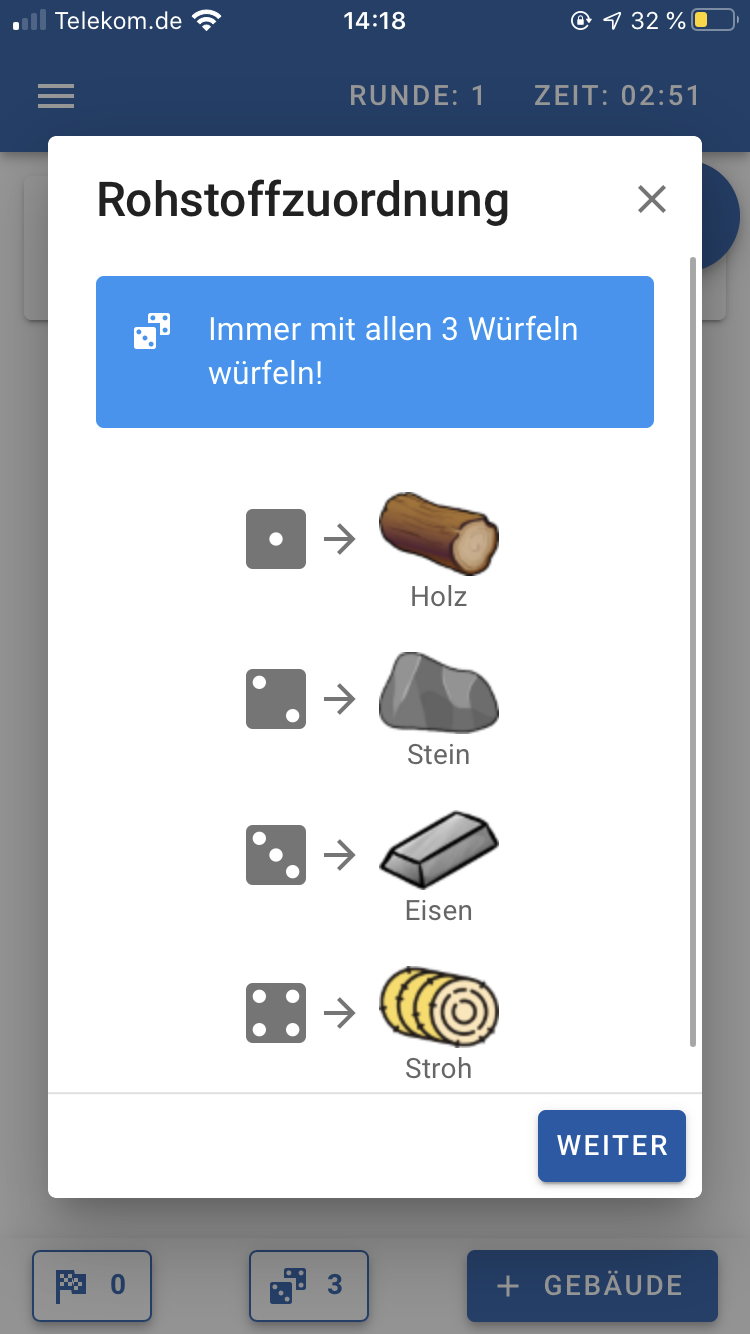 Telekom.de 14:18 32 %
RUNDE: 1 ZEIT: 02:51
Rohstoffzuordnung
Immer mit allen 3 Würfeln
würfeln!
Holz
Stein
Eisen
Stroh
WEITER
0 3 + GEBÄUDE